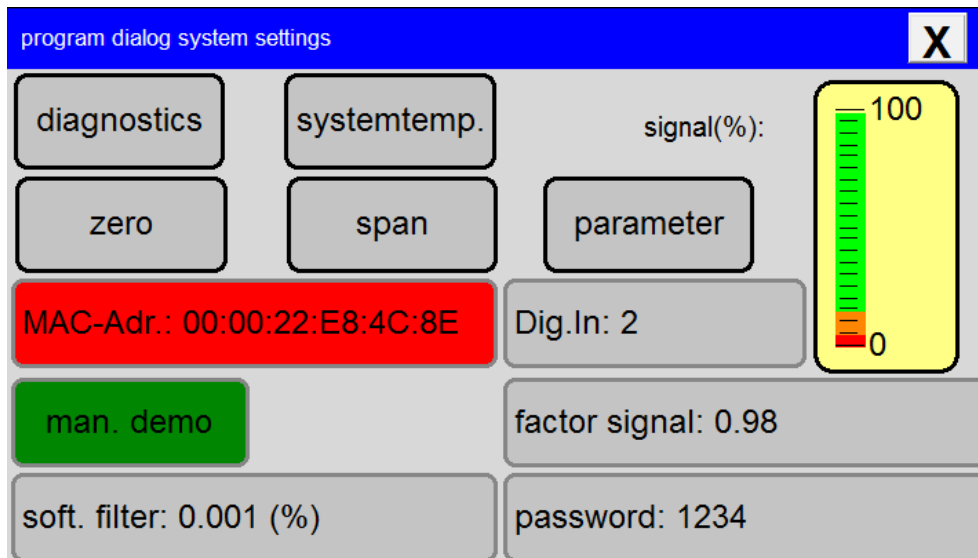 program dialog system settings
X
diagnostics
systemtemp.
signal(%):
100
zero
span
parameter
MAC-Adr.: 00:00:22:E8:4C:8E
Dig.In: 2
0
man. demo
factor signal: 0.98
soft. filter: 0.001 (%)
password: 1234